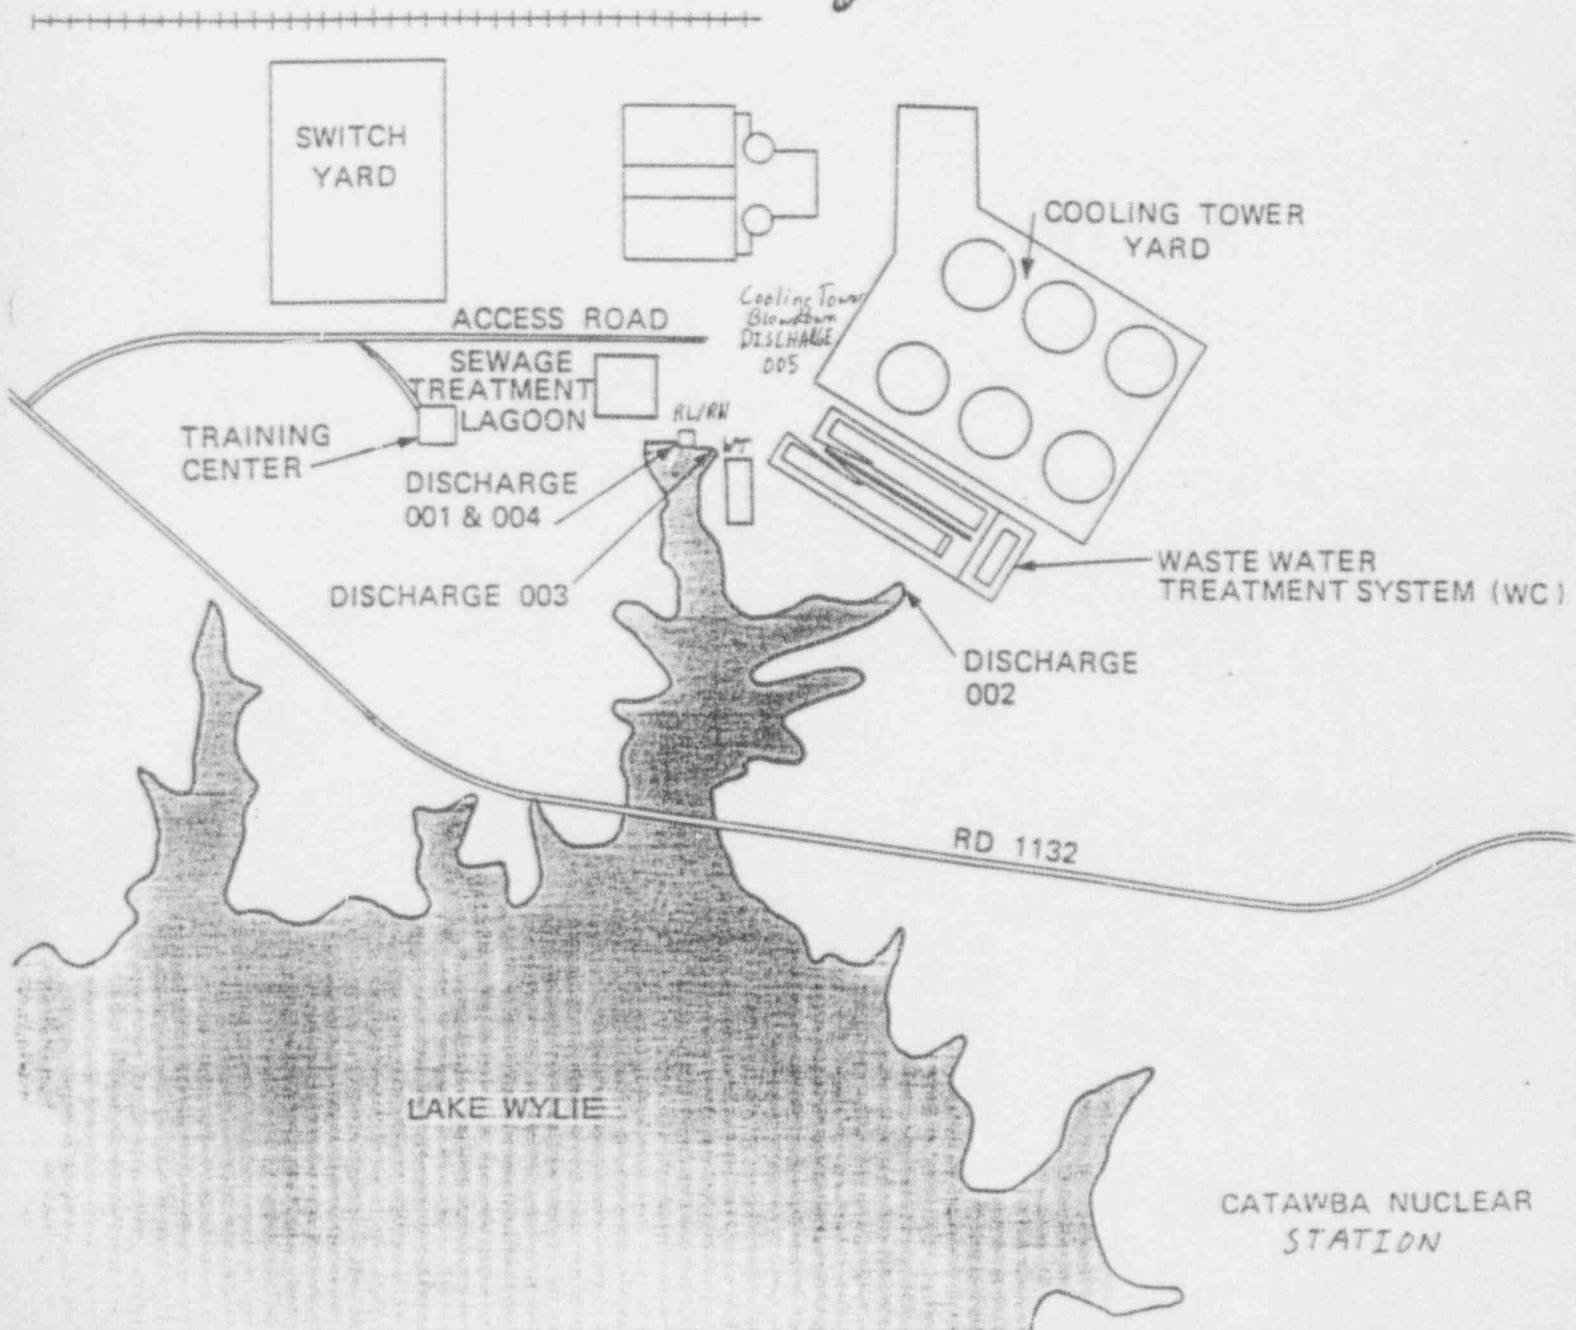 SWITCH
YARD
COOLING TOWER
YARD
Cooling Tower
Blowdown
DISCHARGE
005
ACCESS ROAD
SEWAGE
TREATMENT
LAGOON
RL/RN
WT
TRAINING
CENTER
DISCHARGE
001 & 004
DISCHARGE 003
WASTE WATER
TREATMENT SYSTEM (WC)
DISCHARGE
002
RD 1132
LAKE WYLIE
CATAWBA NUCLEAR
STATION